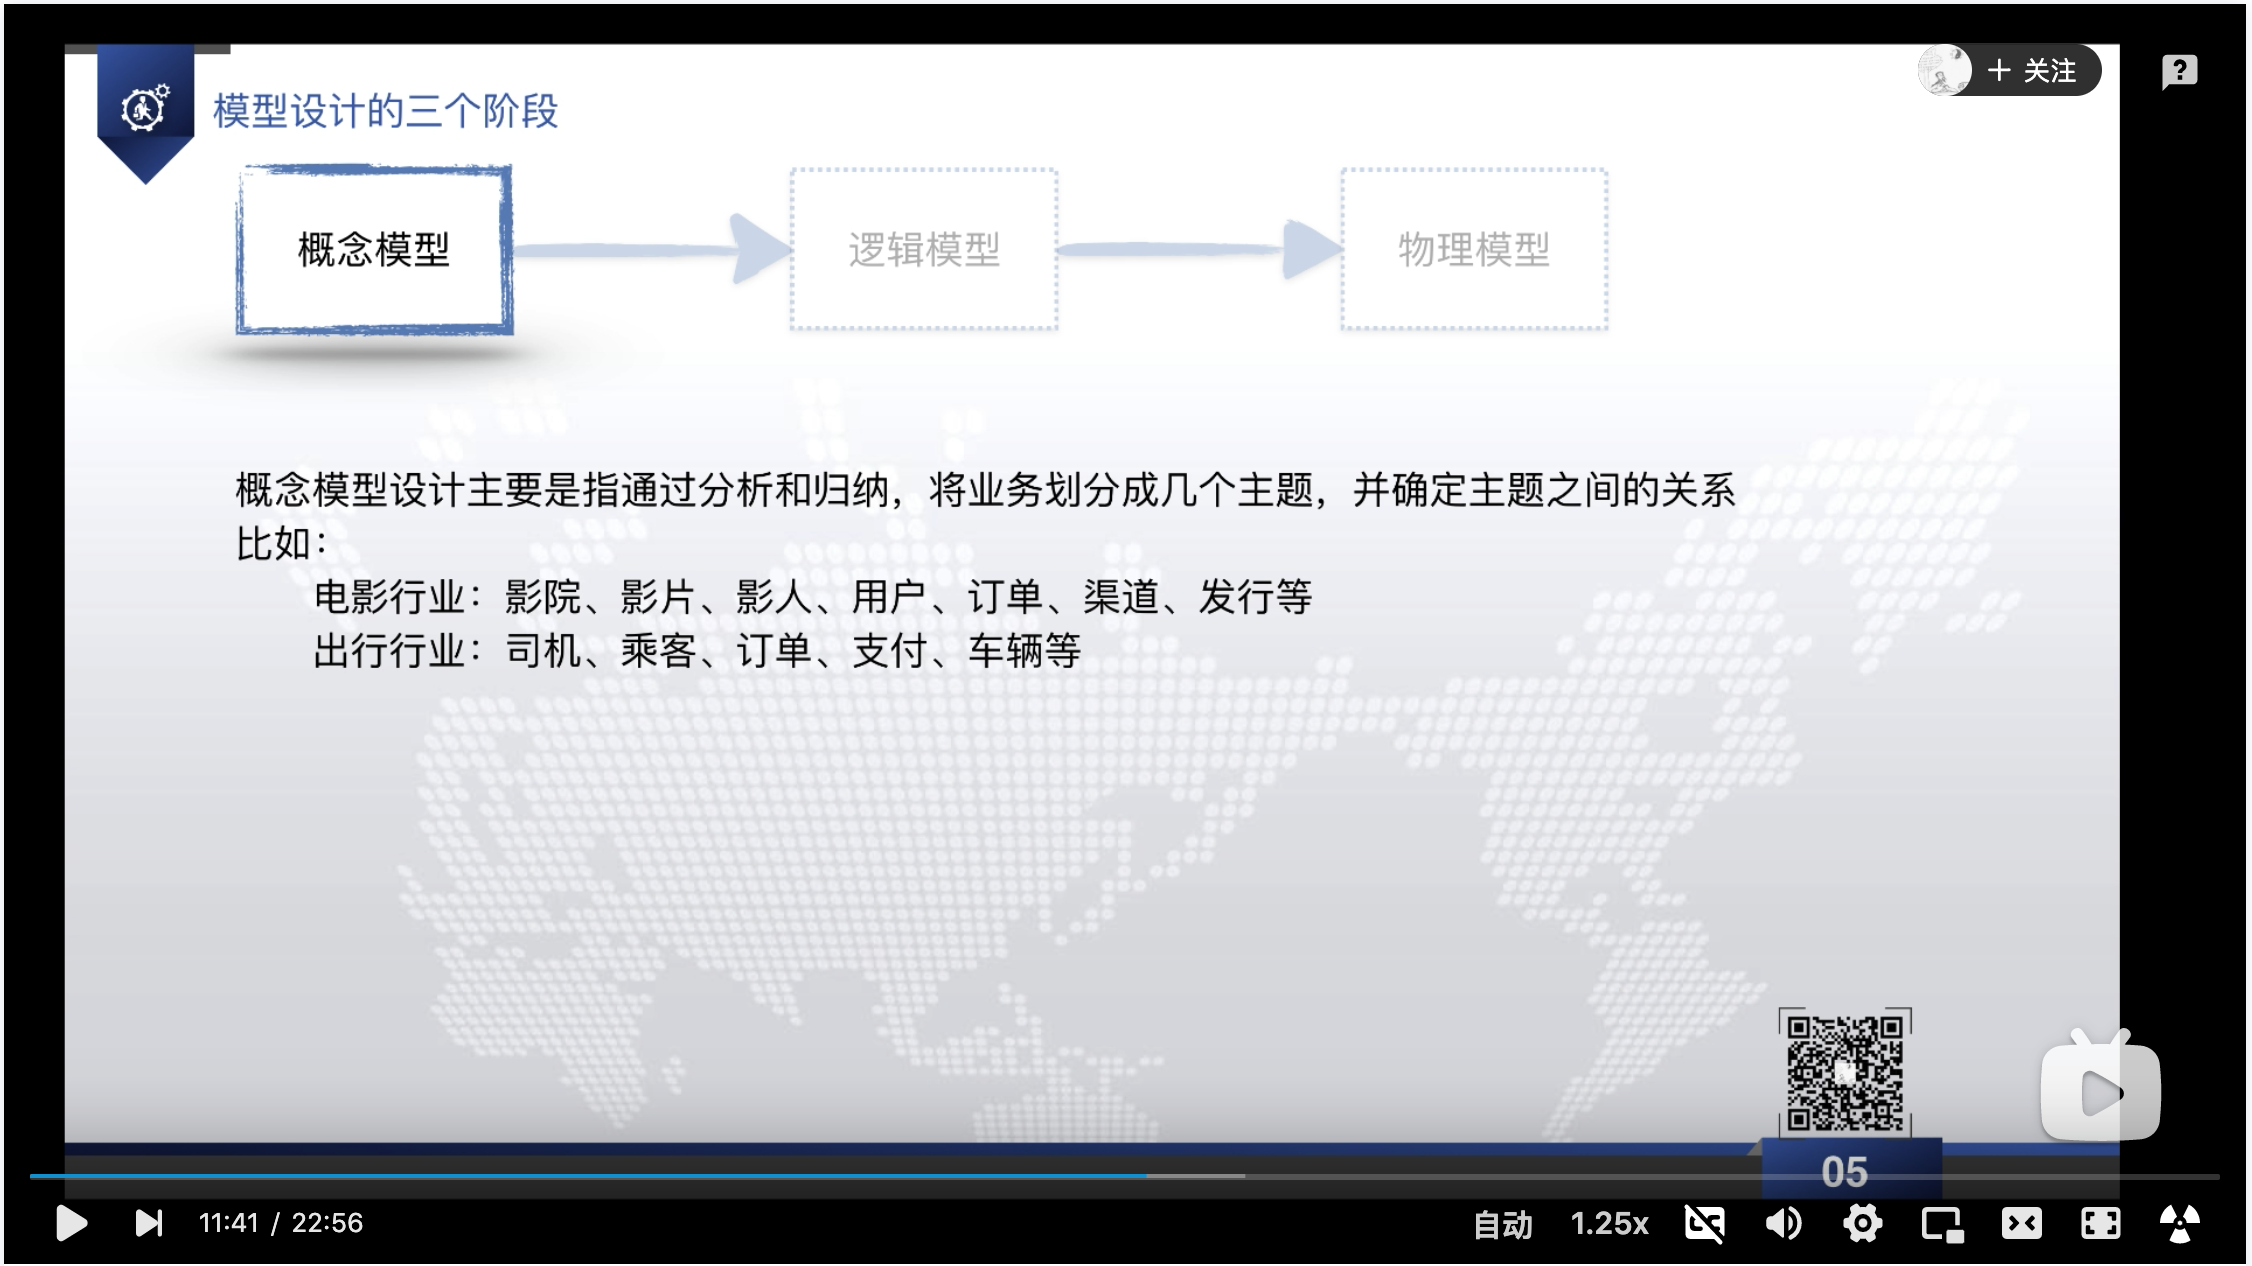 模型设计的三个阶段
+ 关注
概念模型
逻辑模型
物理模型
概念模型设计主要是指通过分析和归纳，将业务划分成几个主题，并确定主题之间的关系
比如：
电影行业：影院、影片、影人、用户、订单、渠道、发行等
出行行业：司机、乘客、订单、支付、车辆等
05
11:41 / 22:56
自动
1.25x